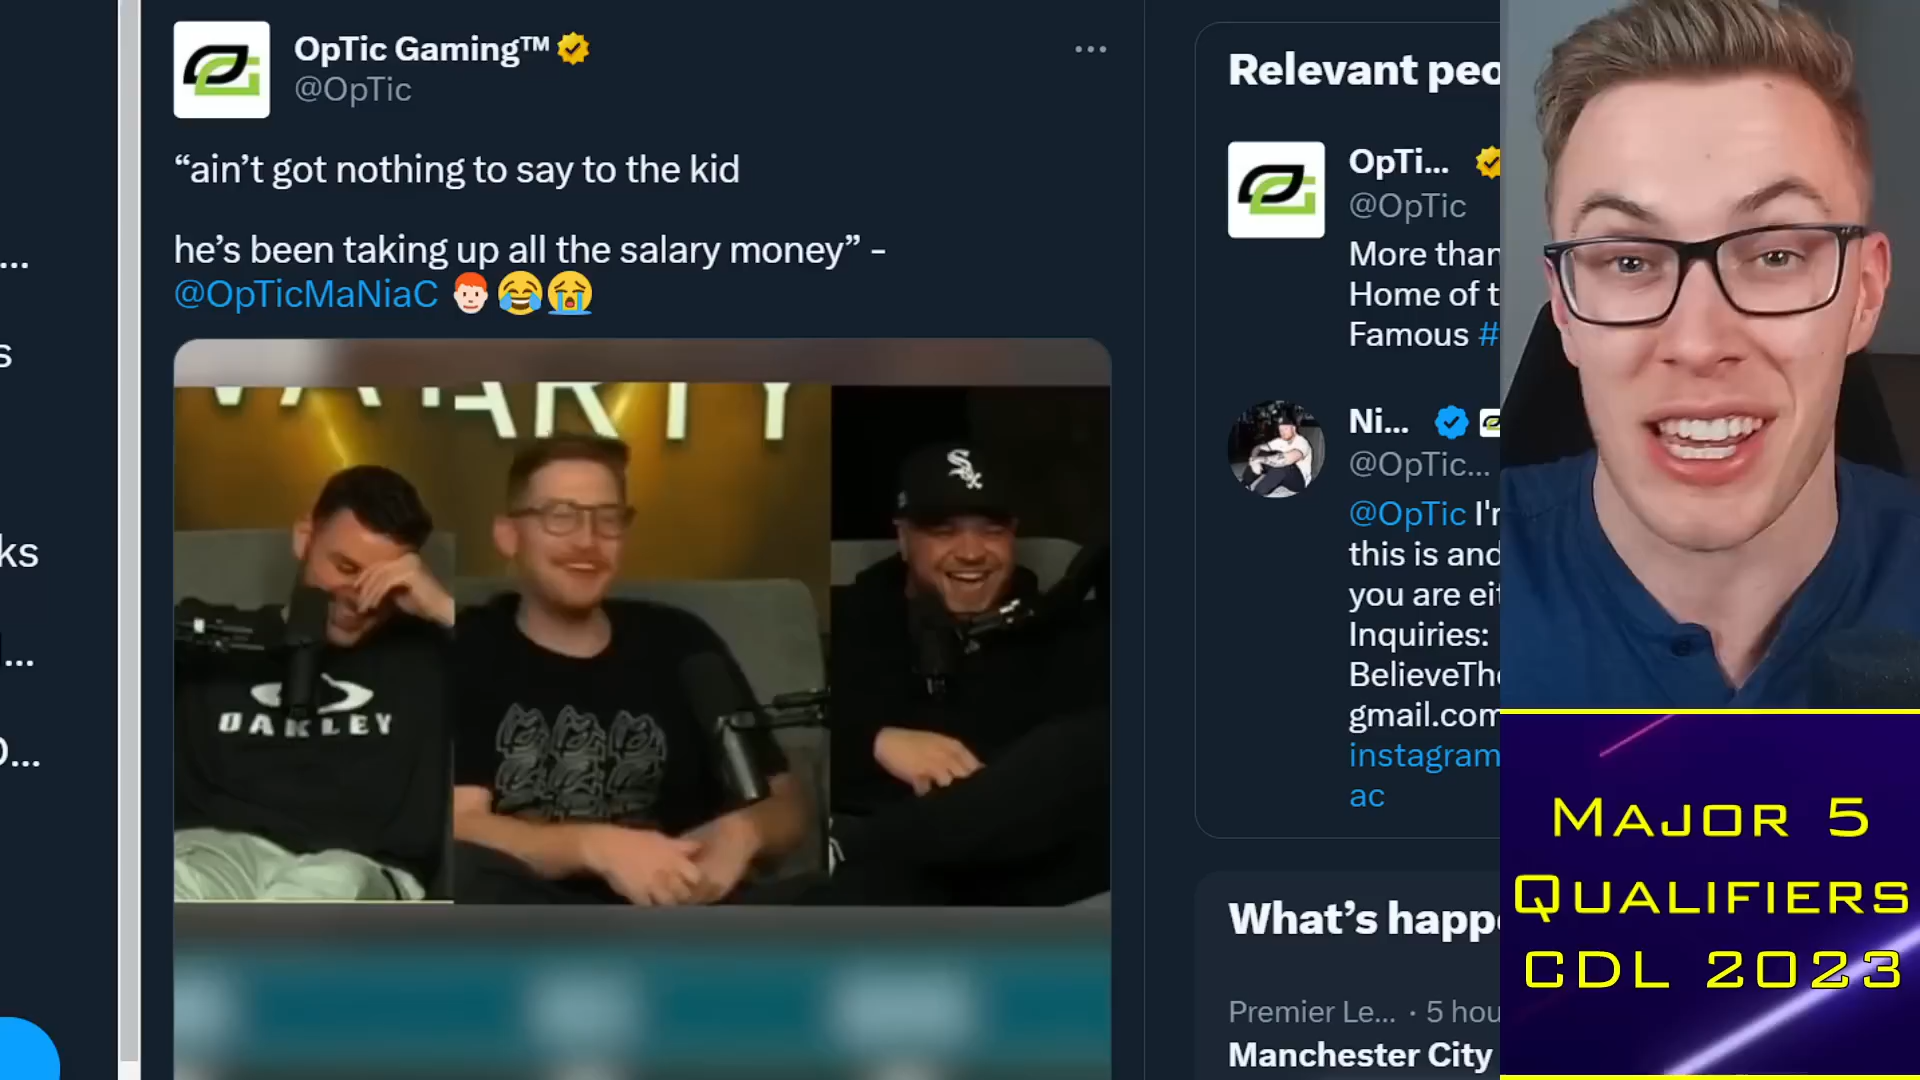 OpTic Gaming™
@OpTic
“ain’t got nothing to say to the kid
he’s been taking up all the salary money” -
@OpTicMaNiaC
ARTY
OAKLEY
Sox
...
s
ks
...
...
Relevant peo
OpTi...
@OpTic
More than
Home of t
Famous #
Ni...
@OpTic...
@OpTic I'
this is and
you are ei
Inquiries:
BelieveTh
gmail.com
instagram
ac
What’s happ
Premier Le... · 5 hou
Manchester City
MAJOR 5
QUALIFIERS
CDL 2023